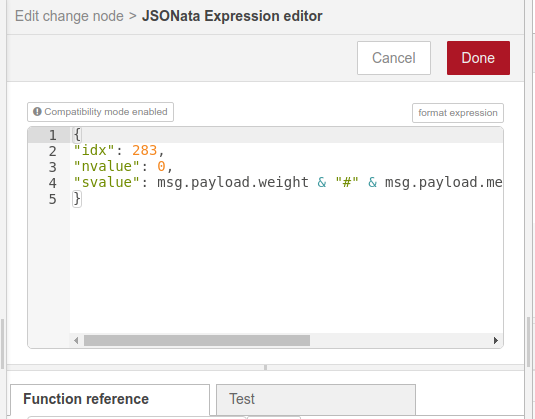 Edit change node > JSONata Expression editor
Cancel Done
Compatibility mode enabled format expression
1 {
2 "idx": 283,
3 "nvalue": 0,
4 "svalue": msg.payload.weight & "#" & msg.payload.me
5 }
Function reference Test